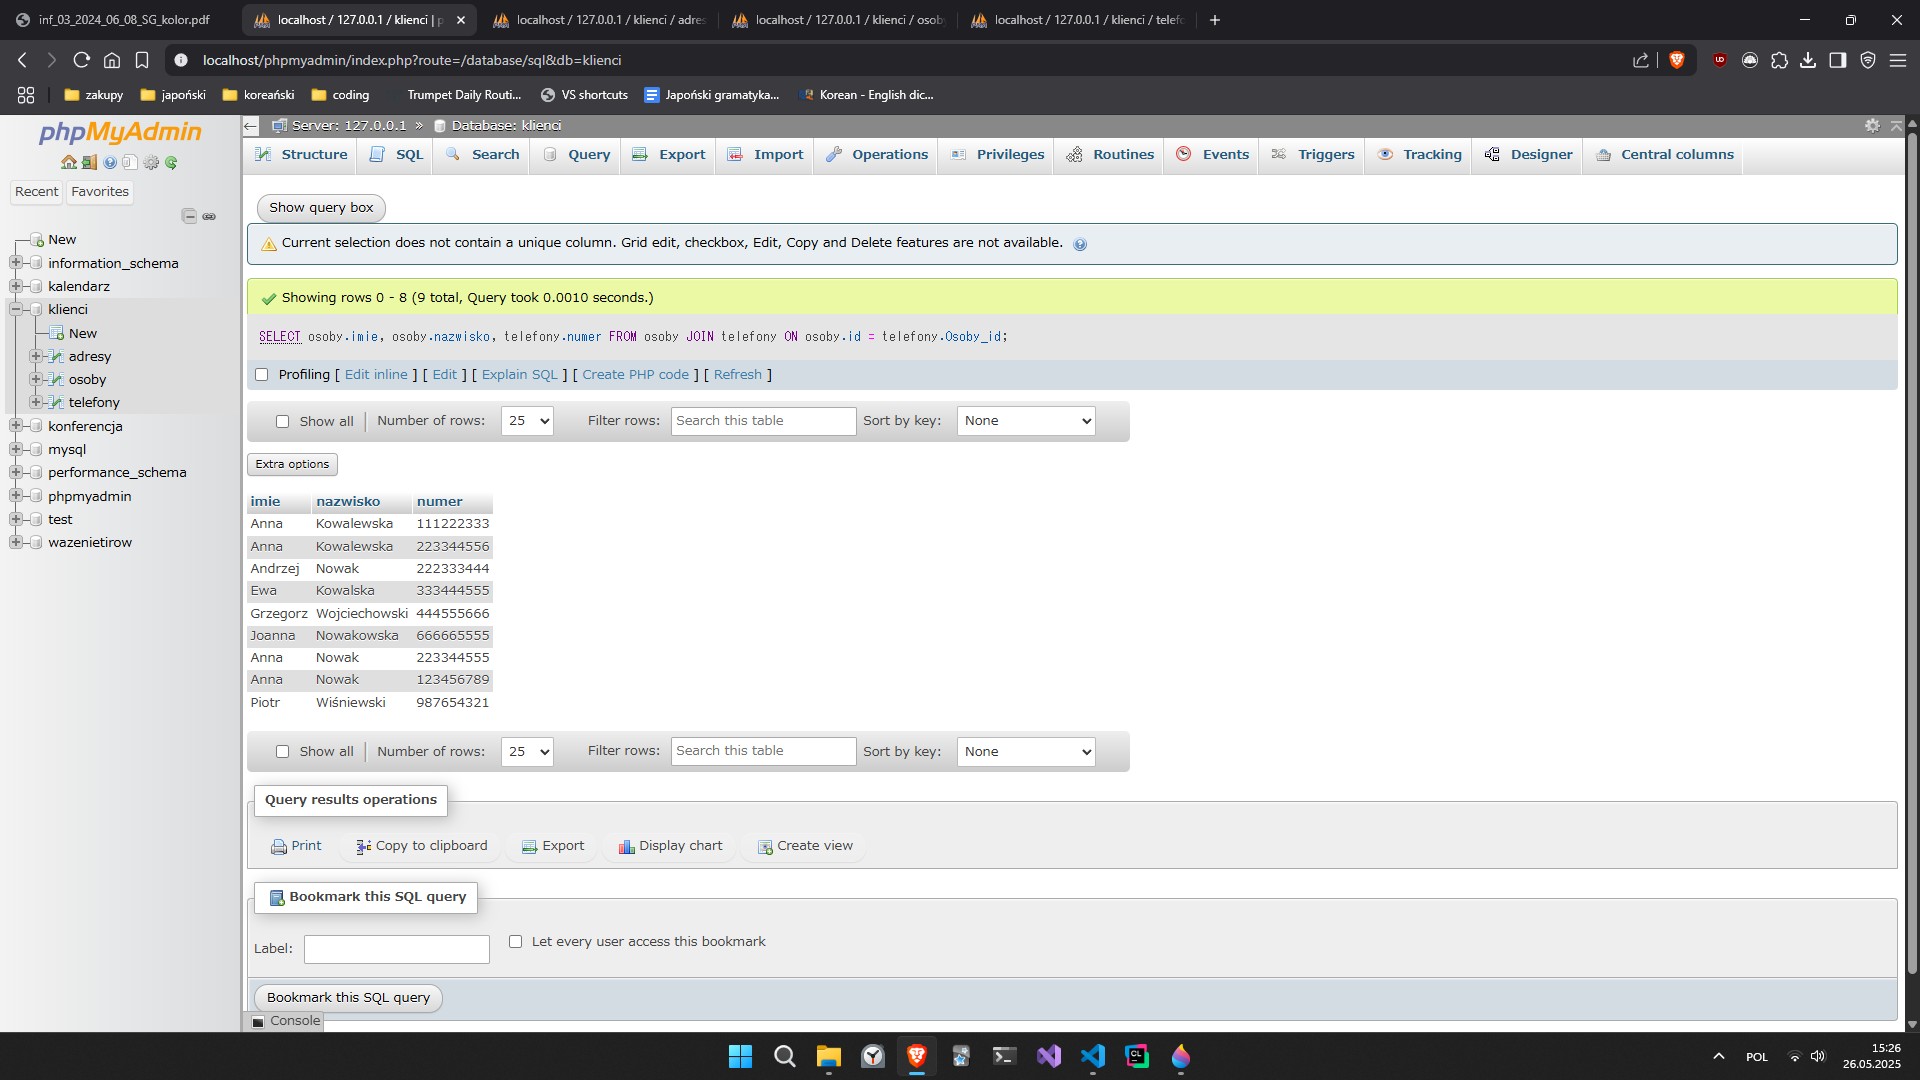 inf_03_2024_06_08_SG_kolor.pdf
localhost / 127.0.0.1 / klienci | p
localhost / 127.0.0.1 / klienci / adres
localhost / 127.0.0.1 / klienci / osoby
localhost / 127.0.0.1 / klienci / telefo
localhost/phpmyadmin/index.php?route=/database/sql&db=klienci
zakupy
japoński
koreański
coding
Trumpet Daily Routi...
VS shortcuts
Japoński gramatyka...
Korean - English dic...
phpMyAdmin
Recent
Favorites
New
information_schema
kalendarz
klienci
New
adresy
osoby
telefony
konferencja
mysql
performance_schema
phpmyadmin
test
wazenietirow
Server: 127.0.0.1 » Database: klienci
Structure
SQL
Search
Query
Export
Import
Operations
Privileges
Routines
Events
Triggers
Tracking
Designer
Central columns
Show query box
Current selection does not contain a unique column. Grid edit, checkbox, Edit, Copy and Delete features are not available.
Showing rows 0 - 8 (9 total, Query took 0.0010 seconds.)
SELECT osoby.imie, osoby.nazwisko, telefony.numer FROM osoby JOIN telefony ON osoby.id = telefony.Osoby_id;
Profiling [ Edit inline ] [ Edit ] [ Explain SQL ] [ Create PHP code ] [ Refresh ]
Show all | Number of rows: 25 Filter rows: Search this table Sort by key: None
Extra options
imie nazwisko numer
Anna Kowalewska 111222333
Anna Kowalewska 223344556
Andrzej Nowak 222333444
Ewa Kowalska 333444555
Grzegorz Wojciechowski 444555666
Joanna Nowakowska 666665555
Anna Nowak 223344555
Anna Nowak 123456789
Piotr Wiśniewski 987654321
Show all | Number of rows: 25 Filter rows: Search this table Sort by key: None
Query results operations
Print
Copy to clipboard
Export
Display chart
Create view
Bookmark this SQL query
Label:
Let every user access this bookmark
Bookmark this SQL query
Console
POL
15:26
26.05.2025